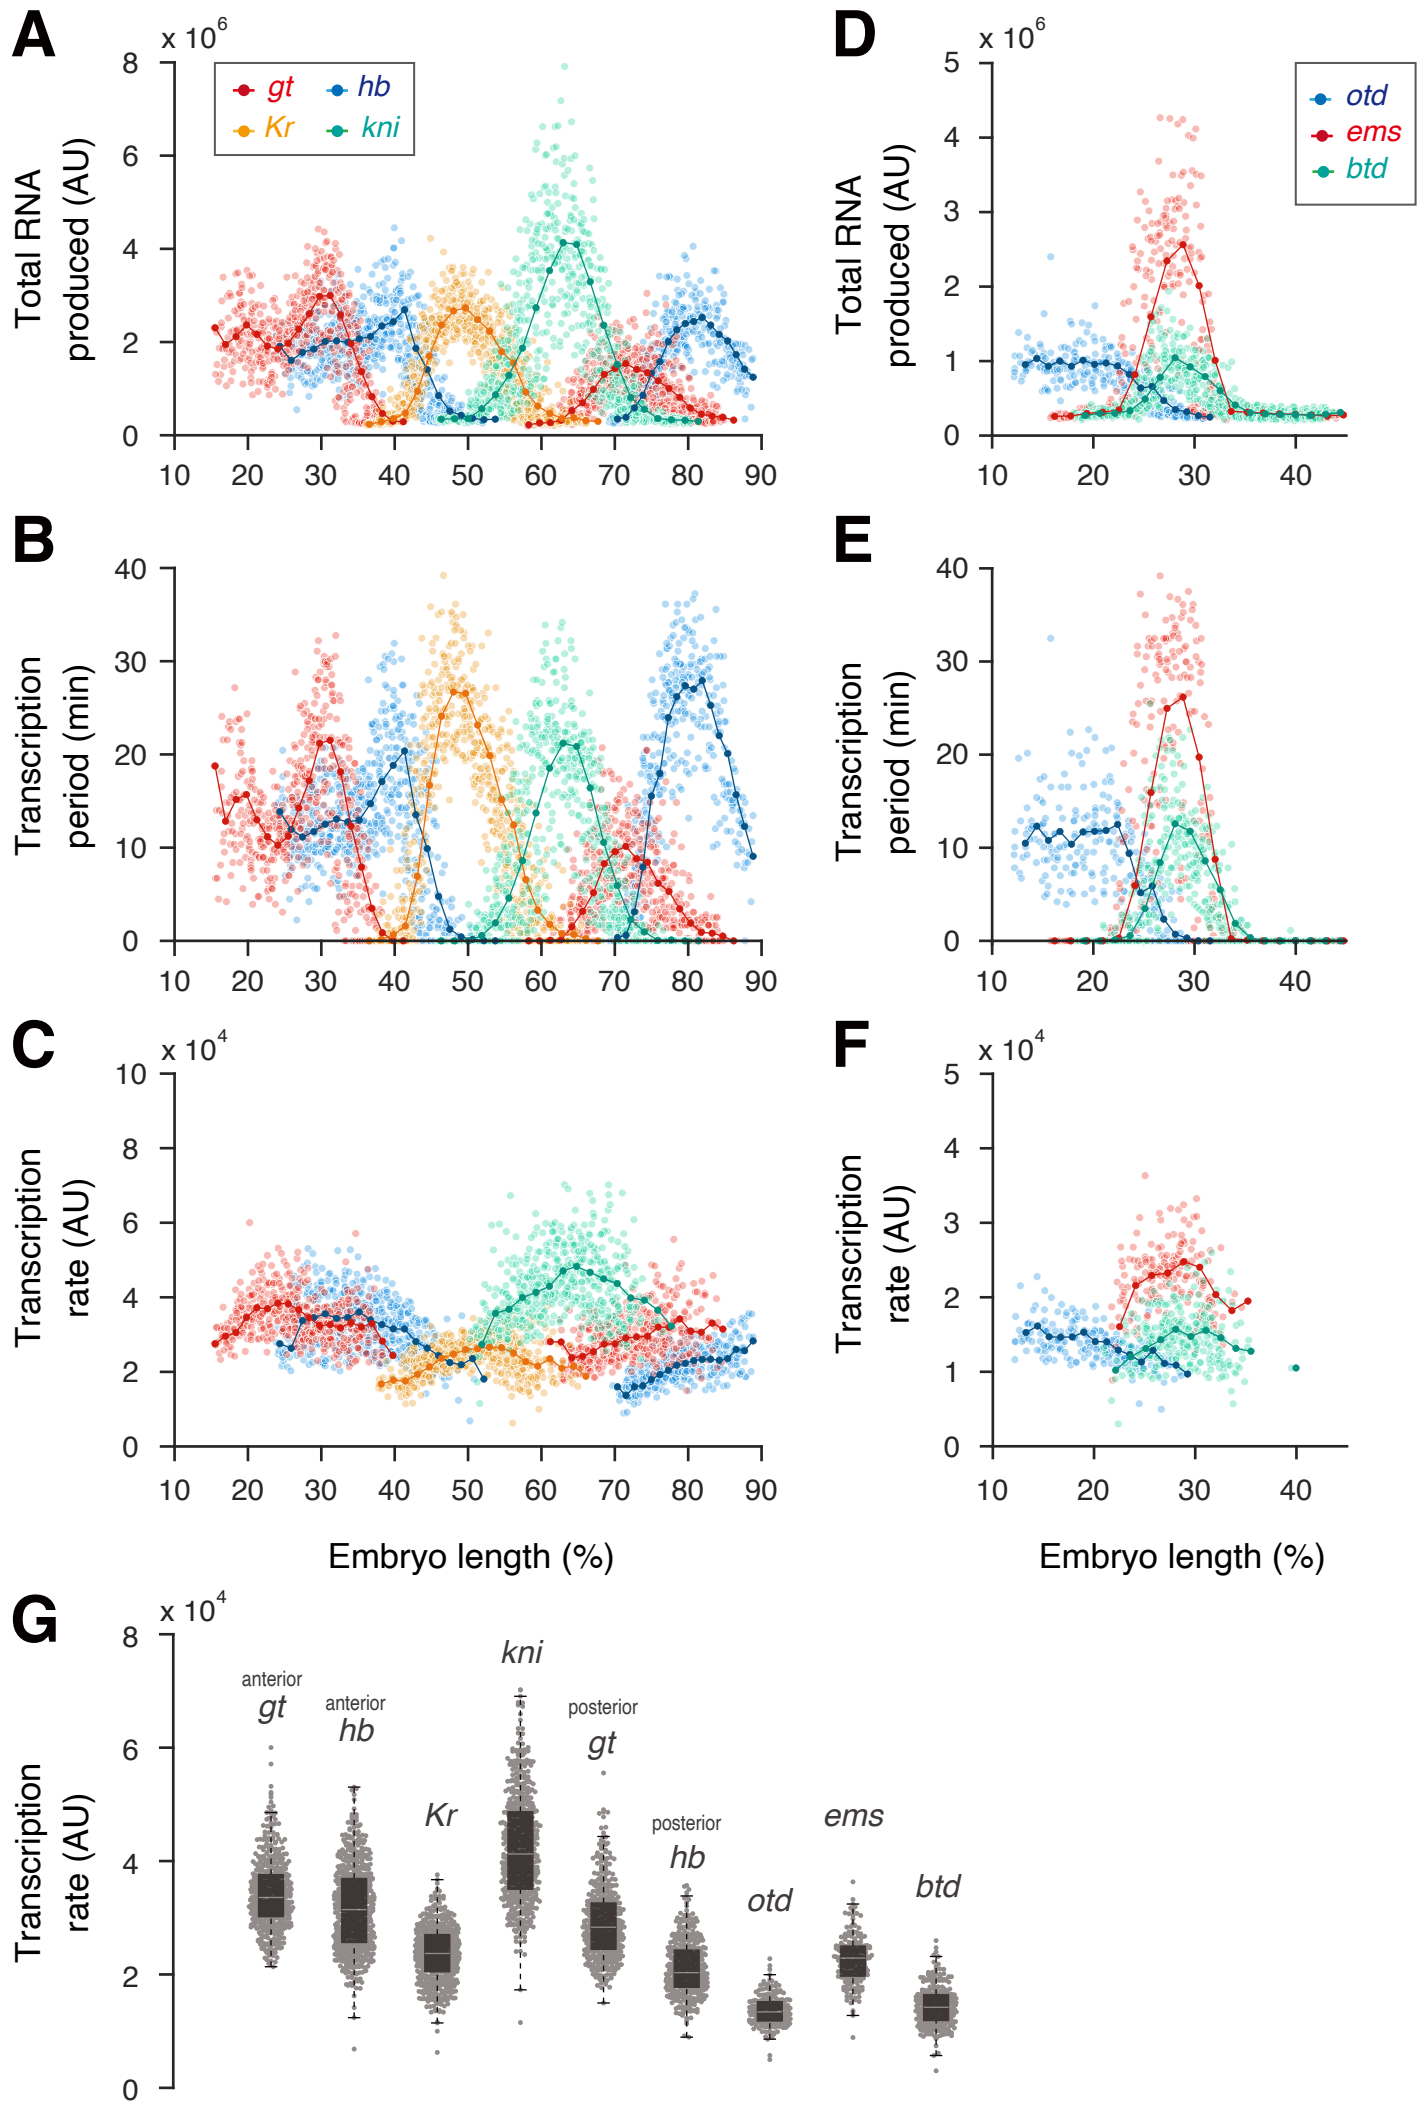 A
x 10^6
Total RNA
produced (AU)
8
6
4
2
0
gt hb
Kr kni
10 20 30 40 50 60 70 80 90
D
x 10^6
Total RNA
produced (AU)
5
4
3
2
1
0
otd
ems
btd
10 20 30 40
B
Transcription
period (min)
40
30
20
10
0
10 20 30 40 50 60 70 80 90
E
Transcription
period (min)
40
30
20
10
0
10 20 30 40
C
x 10^4
Transcription
rate (AU)
10
8
6
4
2
0
10 20 30 40 50 60 70 80 90
Embryo length (%)
F
x 10^4
Transcription
rate (AU)
5
4
3
2
1
0
10 20 30 40
Embryo length (%)
G
x 10^4
Transcription
rate (AU)
8
6
4
2
0
anterior
gt
anterior
hb
Kr
kni
posterior
gt
posterior
hb
otd
ems
btd